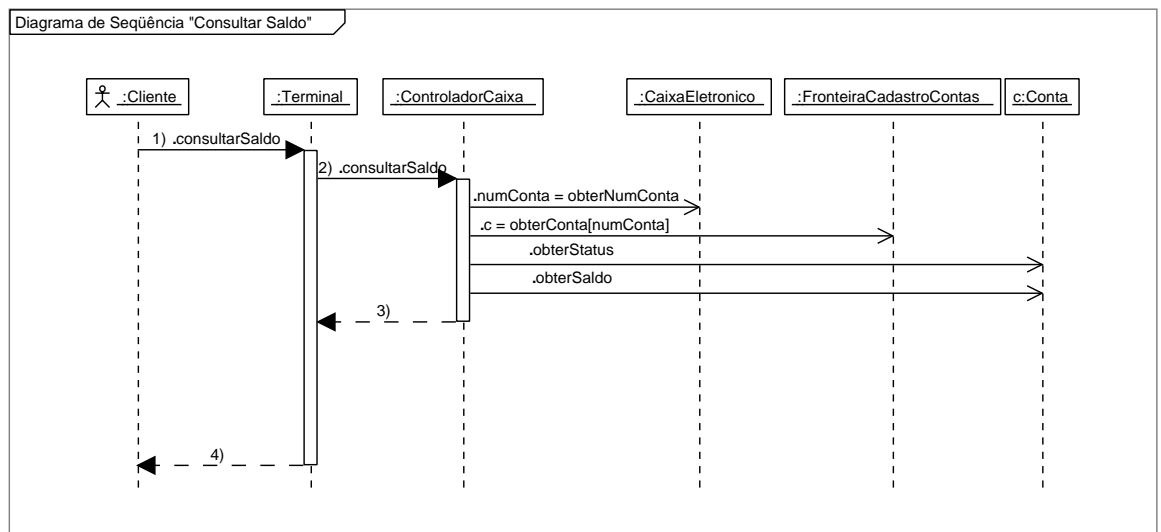 Diagrama de Seqüência "Consultar Saldo"
:Cliente
:Terminal
:ControladorCaixa
:CaixaEletronico
:FronteiraCadastroContas
c:Conta
1) .consultarSaldo
2) .consultarSaldo
.numConta = obterNumConta
.c = obterConta[numConta]
.obterStatus
.obterSaldo
3)
4)